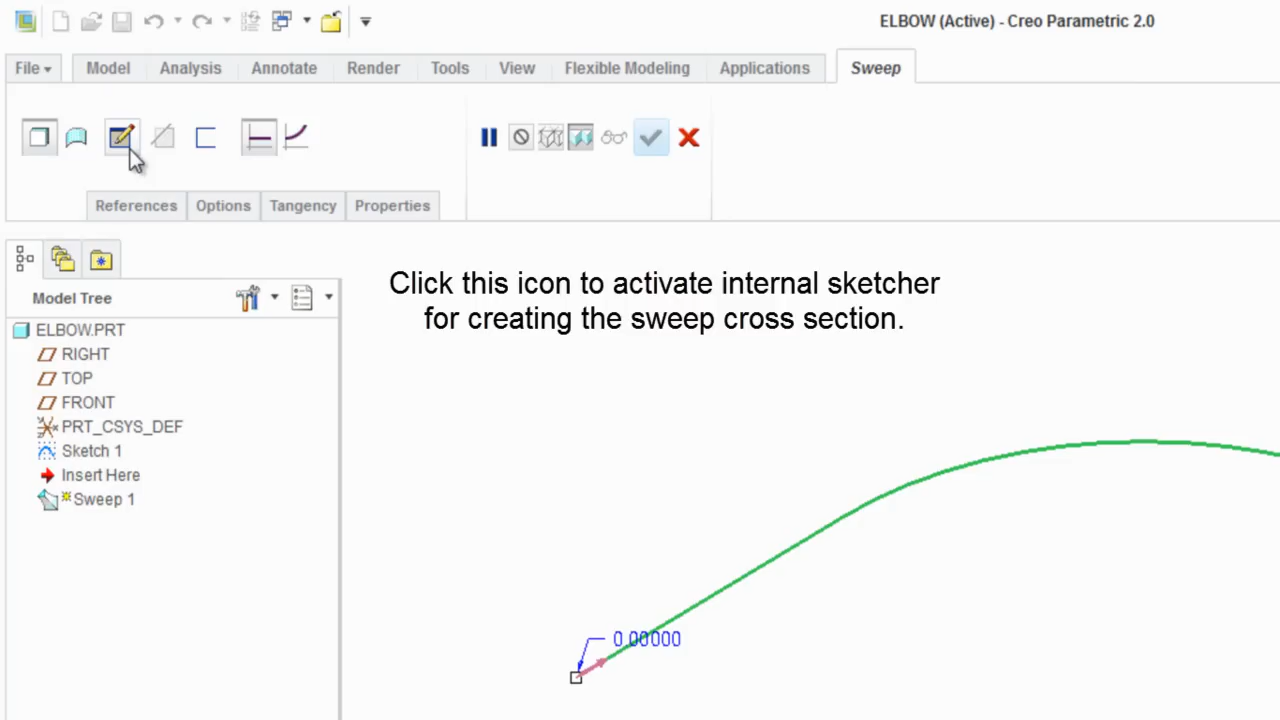 ELBOW (Active) - Creo Parametric 2.0
File Model Analysis Annotate Render Tools View Flexible Modeling Applications Sweep
References Options Tangency Properties
Click this icon to activate internal sketcher
for creating the sweep cross section.
Model Tree
ELBOW.PRT
RIGHT
TOP
FRONT
PRT_CSYS_DEF
Sketch 1
Insert Here
Sweep 1
0.00000